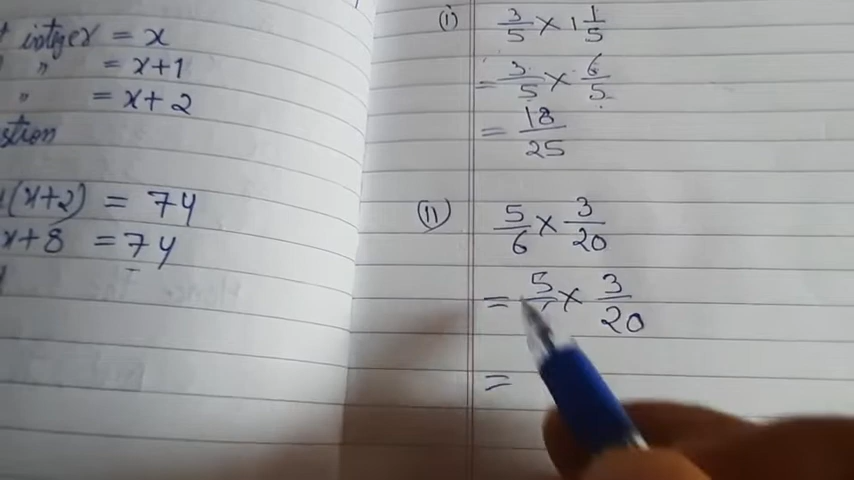 integer = x
" = x+1
" = x+2
(x+2) = 74
x+8 = 74
(i) 3/5 × 1 1/5
= 3/5 × 6/5
= 18/25
(ii) 5/6 × 3/20
= 5/ × 3/20
=